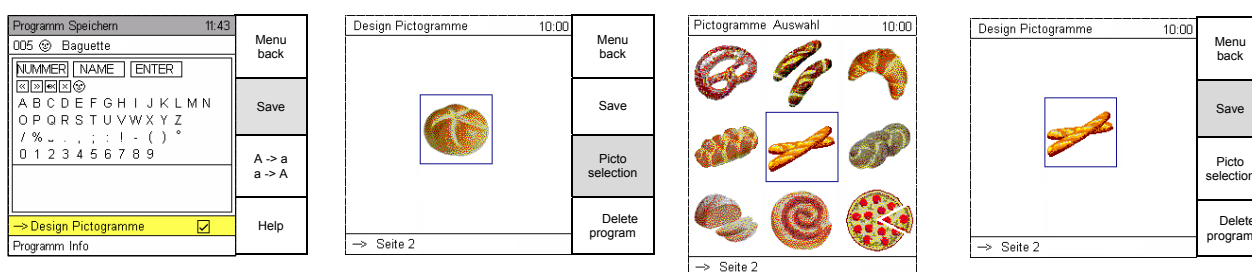 Programm Speichern 11:43
005 Baguette
NUMMER NAME ENTER
« » × 
A B C D E F G H I J K L M N
O P Q R S T U V W X Y Z
/ % . , ; : ! - ( ) °
0 1 2 3 4 5 6 7 8 9
-> Design Pictogramme
Programm Info
Menu
back
Save
A -> a
a -> A
Help
Design Pictogramme 10:00
-> Seite 2
Menu
back
Save
Picto
selection
Delete
program
Pictogramme Auswahl 10:00
-> Seite 2
Design Pictogramme 10:00
-> Seite 2
Menu
back
Save
Picto
selection
Delete
program